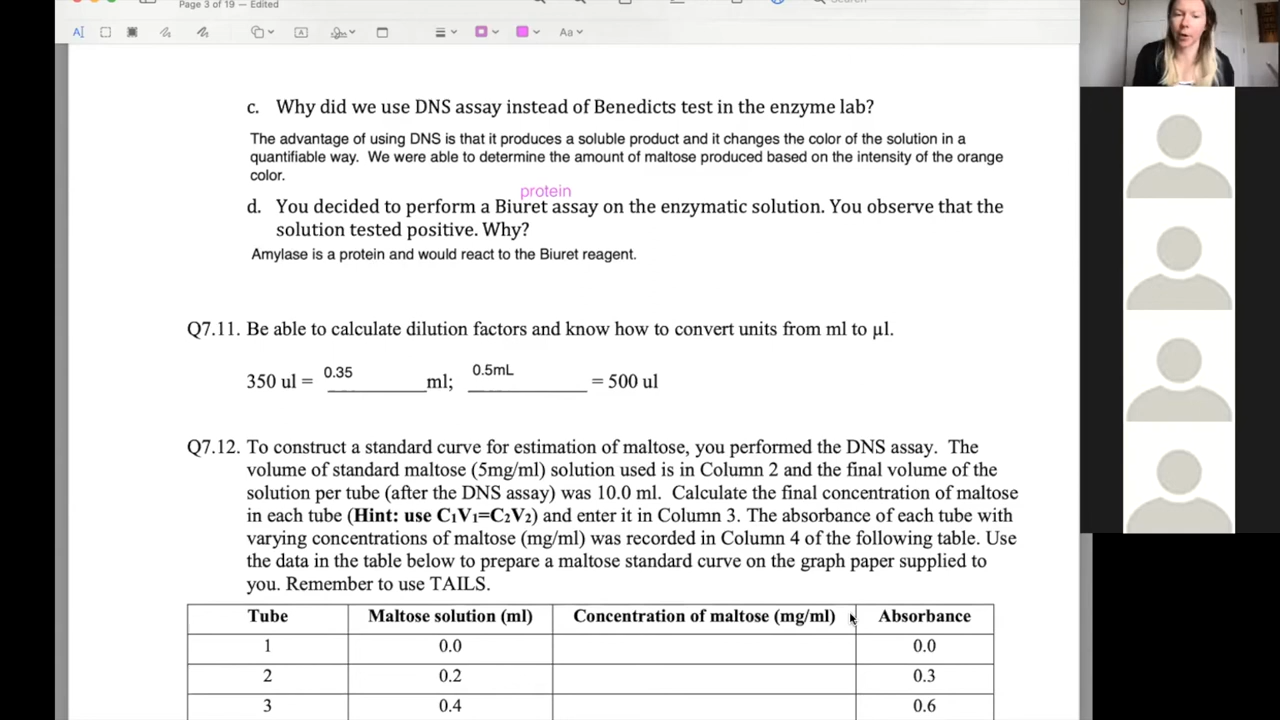 Page 3 of 19 — Edited
Search
c. Why did we use DNS assay instead of Benedicts test in the enzyme lab?
The advantage of using DNS is that it produces a soluble product and it changes the color of the solution in a
quantifiable way. We were able to determine the amount of maltose produced based on the intensity of the orange
color.
protein
d. You decided to perform a Biuret assay on the enzymatic solution. You observe that the
solution tested positive. Why?
Amylase is a protein and would react to the Biuret reagent.
Q7.11. Be able to calculate dilution factors and know how to convert units from ml to µl.
350 ul = 0.35 ml; 0.5mL = 500 ul
Q7.12. To construct a standard curve for estimation of maltose, you performed the DNS assay. The
volume of standard maltose (5mg/ml) solution used is in Column 2 and the final volume of the
solution per tube (after the DNS assay) was 10.0 ml. Calculate the final concentration of maltose
in each tube (Hint: use C₁V₁=C₂V₂) and enter it in Column 3. The absorbance of each tube with
varying concentrations of maltose (mg/ml) was recorded in Column 4 of the following table. Use
the data in the table below to prepare a maltose standard curve on the graph paper supplied to
you. Remember to use TAILS.
Tube Maltose solution (ml) Concentration of maltose (mg/ml) Absorbance
1 0.0 0.0
2 0.2 0.3
3 0.4 0.6